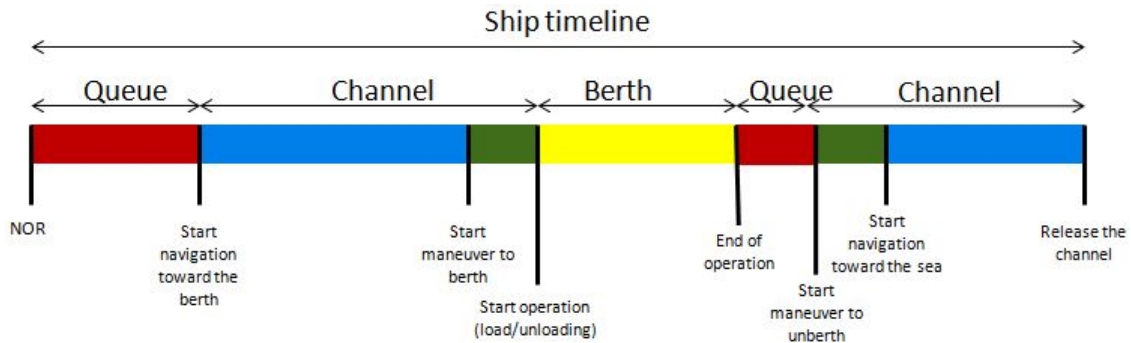 Ship timeline
Queue
Channel
Berth
Queue
Channel
NOR
Start
navigation
toward the
berth
Start
maneuver to
berth
Start operation
(load/unloading)
End of
operation
Start
maneuver to
unberth
Start
navigation
toward the sea
Release the
channel